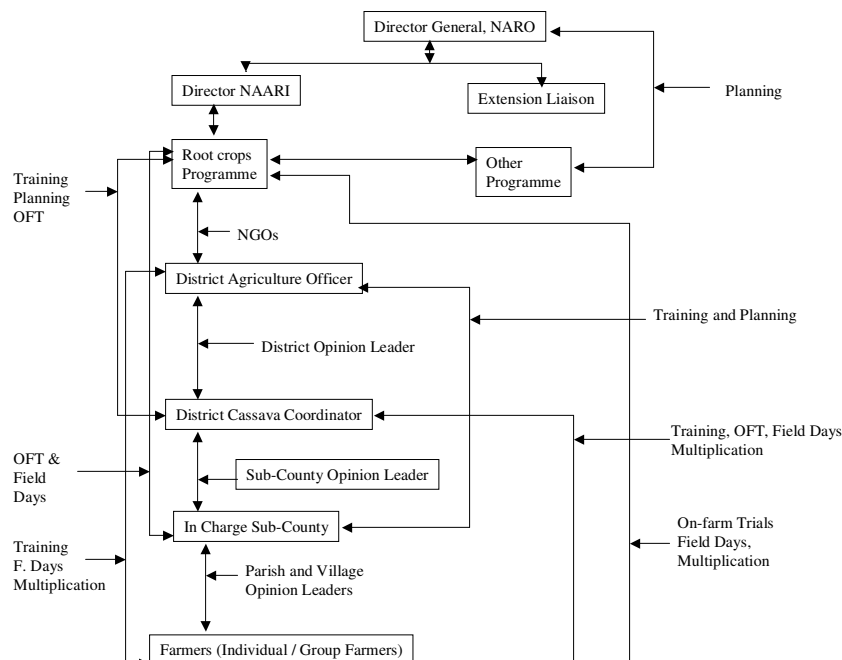 Director General, NARO
Director NAARI
Extension Liaison
Planning
Root crops
Programme
Other
Programme
Training
Planning
OFT
NGOs
District Agriculture Officer
Training and Planning
District Opinion Leader
District Cassava Coordinator
Training, OFT, Field Days
Multiplication
OFT &
Field
Days
Sub-County Opinion Leader
In Charge Sub-County
On-farm Trials
Field Days,
Multiplication
Training
F. Days
Multiplication
Parish and Village
Opinion Leaders
Farmers (Individual / Group Farmers)